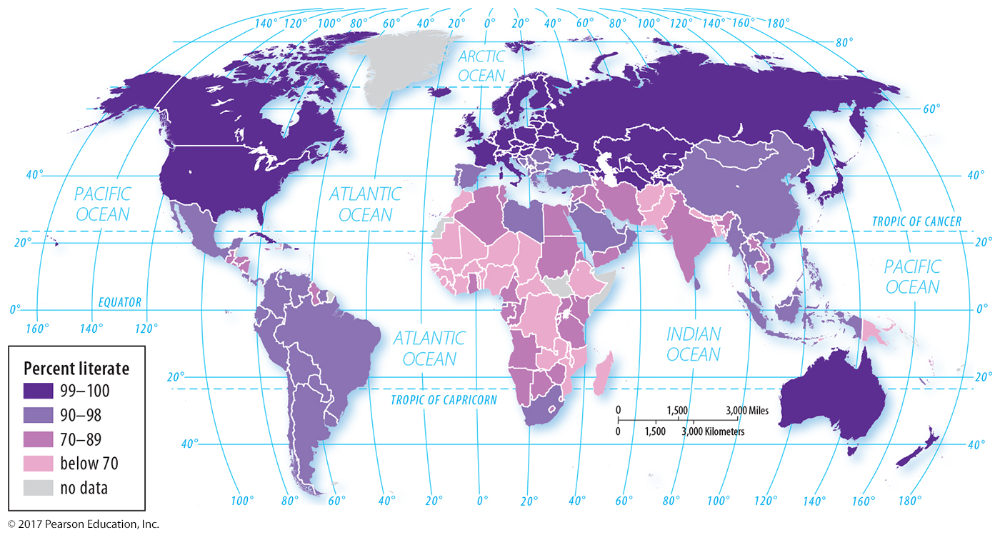 140° 120° 100° 80° 60° 40° 20° 0° 20° 40° 60° 80° 100° 120° 140° 160° 180°
80°
ARCTIC
OCEAN
60°
40°
40°
PACIFIC
OCEAN
ATLANTIC
OCEAN
TROPIC OF CANCER
20°
20°
PACIFIC
OCEAN
EQUATOR
0°
0°
160° 140° 120°
ATLANTIC
OCEAN
INDIAN
OCEAN
20°
20°
TROPIC OF CAPRICORN
0 1,500 3,000 Miles
0 1,500 3,000 Kilometers
40°
40°
100° 80° 60° 40° 20° 0° 20° 40° 60° 80° 100° 120° 140° 160° 180°
Percent literate
99–100
90–98
70–89
below 70
no data
© 2017 Pearson Education, Inc.